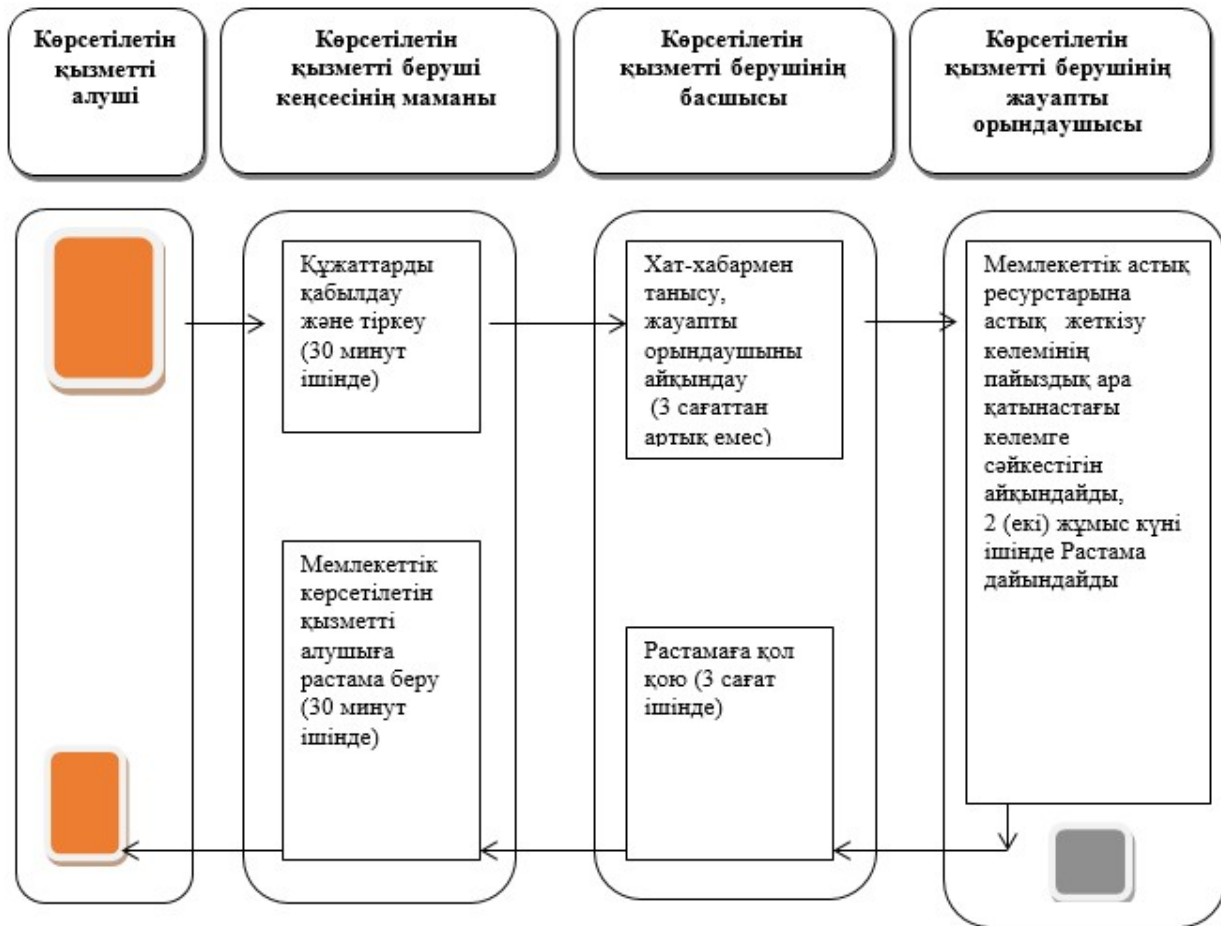 Көрсетілетін
қызметті
алуші
Көрсетілетін
қызметті беруші
кеңсесінің маманы
Көрсетілетін
қызметті берушінің
басшысы
Көрсетілетін
қызметті берушінің
жауапты
орындаушысы
Құжаттарды
қабылдау
және тіркеу
(30 минут
ішінде)
Хат-хабармен
танысу,
жауапты
орындаушыны
айқындау
(3 сағаттан
артық емес)
Мемлекеттік астық
ресурстарына
астық жеткізу
көлемінің
пайыздық ара
қатынастағы
көлемге
сәйкестігін
айқындайды,
2 (екі) жұмыс күні
ішінде Растама
дайындайды
Мемлекеттік
көрсетілетін
қызметті
алушыға
растама беру
(30 минут
ішінде)
Растамаға қол
қою (3 сағат
ішінде)